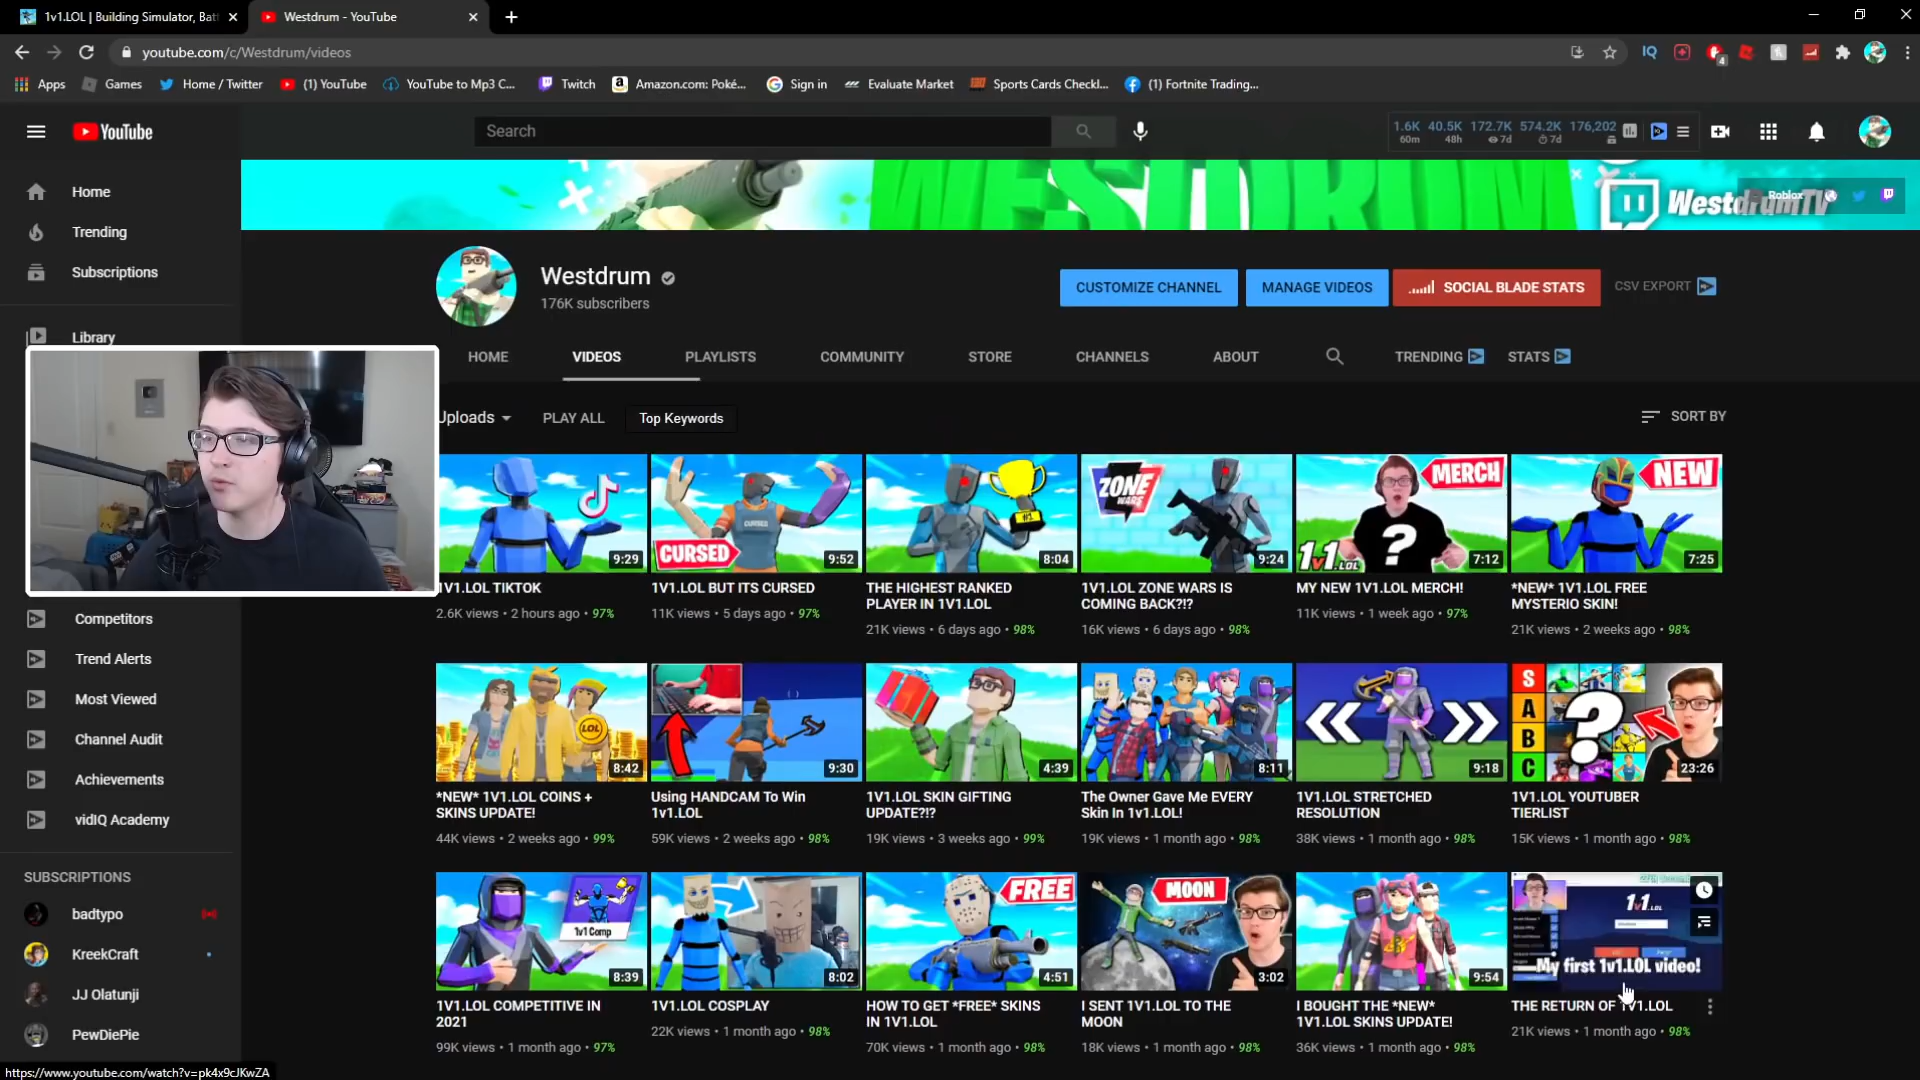 1v1.LOL | Building Simulator, Bat
Westdrum - YouTube
youtube.com/c/Westdrum/videos
IQ
4
Apps
Games
Home / Twitter
(1) YouTube
YouTube to Mp3 C...
Twitch
Amazon.com: Poké...
Sign in
Evaluate Market
Sports Cards Checkl...
(1) Fortnite Trading...
YouTube
Search
1.6K 40.5K 172.7K 574.2K 176,202
60m 48h 7d 7d
WESTDRUM
WestdrumTV
Roblox
Home
Trending
Subscriptions
Library
Westdrum
176K subscribers
CUSTOMIZE CHANNEL
MANAGE VIDEOS
SOCIAL BLADE STATS
CSV EXPORT
HOME
VIDEOS
PLAYLISTS
COMMUNITY
STORE
CHANNELS
ABOUT
TRENDING
STATS
Uploads
PLAY ALL
Top Keywords
SORT BY
9:29
CURSED
CURSED
9:52
#1
8:04
ZONE
WARS
9:24
MERCH
?
1v1.LOL
7:12
NEW
7:25
1V1.LOL TIKTOK
2.6K views • 2 hours ago • 97%
1V1.LOL BUT ITS CURSED
11K views • 5 days ago • 97%
THE HIGHEST RANKED
PLAYER IN 1V1.LOL
21K views • 6 days ago • 98%
1V1.LOL ZONE WARS IS
COMING BACK?!?
16K views • 6 days ago • 98%
MY NEW 1V1.LOL MERCH!
11K views • 1 week ago • 97%
*NEW* 1V1.LOL FREE
MYSTERIO SKIN!
21K views • 2 weeks ago • 98%
LOL
8:42
9:30
4:39
8:11
9:18
S
A
B
C
?
23:26
*NEW* 1V1.LOL COINS +
SKINS UPDATE!
44K views • 2 weeks ago • 99%
Using HANDCAM To Win
1v1.LOL
59K views • 2 weeks ago • 98%
1V1.LOL SKIN GIFTING
UPDATE?!?
19K views • 3 weeks ago • 99%
The Owner Gave Me EVERY
Skin In 1v1.LOL!
19K views • 1 month ago • 98%
1V1.LOL STRETCHED
RESOLUTION
38K views • 1 month ago • 98%
1V1.LOL YOUTUBER
TIERLIST
15K views • 1 month ago • 98%
1v1 Comp
8:39
8:02
FREE
4:51
MOON
3:02
9:54
1v1.LOL
My first 1v1.LOL video!
1V1.LOL COMPETITIVE IN
2021
99K views • 1 month ago • 97%
1V1.LOL COSPLAY
22K views • 1 month ago • 98%
HOW TO GET *FREE* SKINS
IN 1V1.LOL
70K views • 1 month ago • 98%
I SENT 1V1.LOL TO THE
MOON
18K views • 1 month ago • 98%
I BOUGHT THE *NEW*
1V1.LOL SKINS UPDATE!
36K views • 1 month ago • 98%
THE RETURN OF 1V1.LOL
21K views • 1 month ago • 98%
Competitors
Trend Alerts
Most Viewed
Channel Audit
Achievements
vidIQ Academy
SUBSCRIPTIONS
badtypo
KreekCraft
JJ Olatunji
PewDiePie
https://www.youtube.com/watch?v=pk4x9cJKwZA